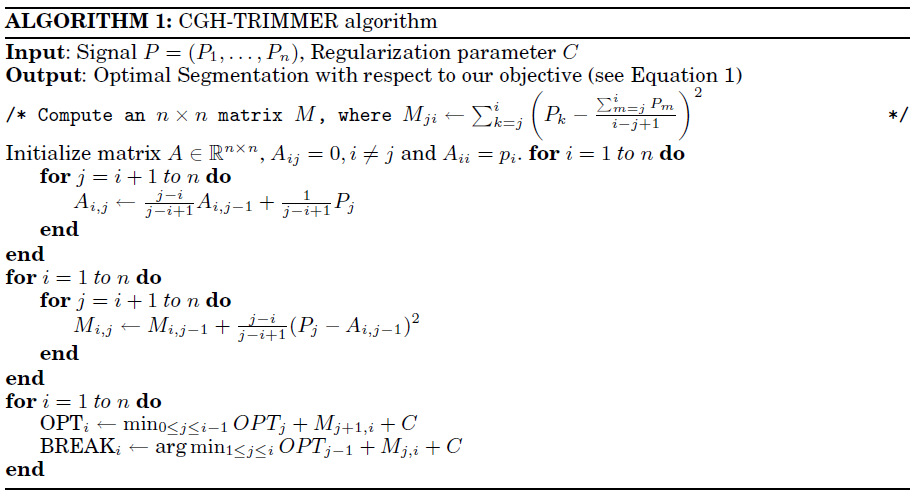 ALGORITHM 1: CGH-TRIMMER algorithm
Input: Signal $P = (P_1, \ldots, P_n)$, Regularization parameter $C$
Output: Optimal Segmentation with respect to our objective (see Equation 1)
/* Compute an $n \times n$ matrix $M$, where $M_{ji} \leftarrow \sum_{k=j}^{i} \left( P_k - \frac{\sum_{m=j}^{i} P_m}{i-j+1} \right)^2$ */
Initialize matrix $A \in \mathbb{R}^{n \times n}$, $A_{ij} = 0, i \neq j$ and $A_{ii} = p_i$. for $i = 1$ to $n$ do
for $j = i + 1$ to $n$ do
$A_{i,j} \leftarrow \frac{j-i}{j-i+1} A_{i,j-1} + \frac{1}{j-i+1} P_j$
end
end
for $i = 1$ to $n$ do
for $j = i + 1$ to $n$ do
$M_{i,j} \leftarrow M_{i,j-1} + \frac{j-i}{j-i+1} (P_j - A_{i,j-1})^2$
end
end
for $i = 1$ to $n$ do
$\text{OPT}_i \leftarrow \min_{0 \leq j \leq i-1} OPT_j + M_{j+1,i} + C$
$\text{BREAK}_i \leftarrow \arg\min_{1 \leq j \leq i} OPT_{j-1} + M_{j,i} + C$
end